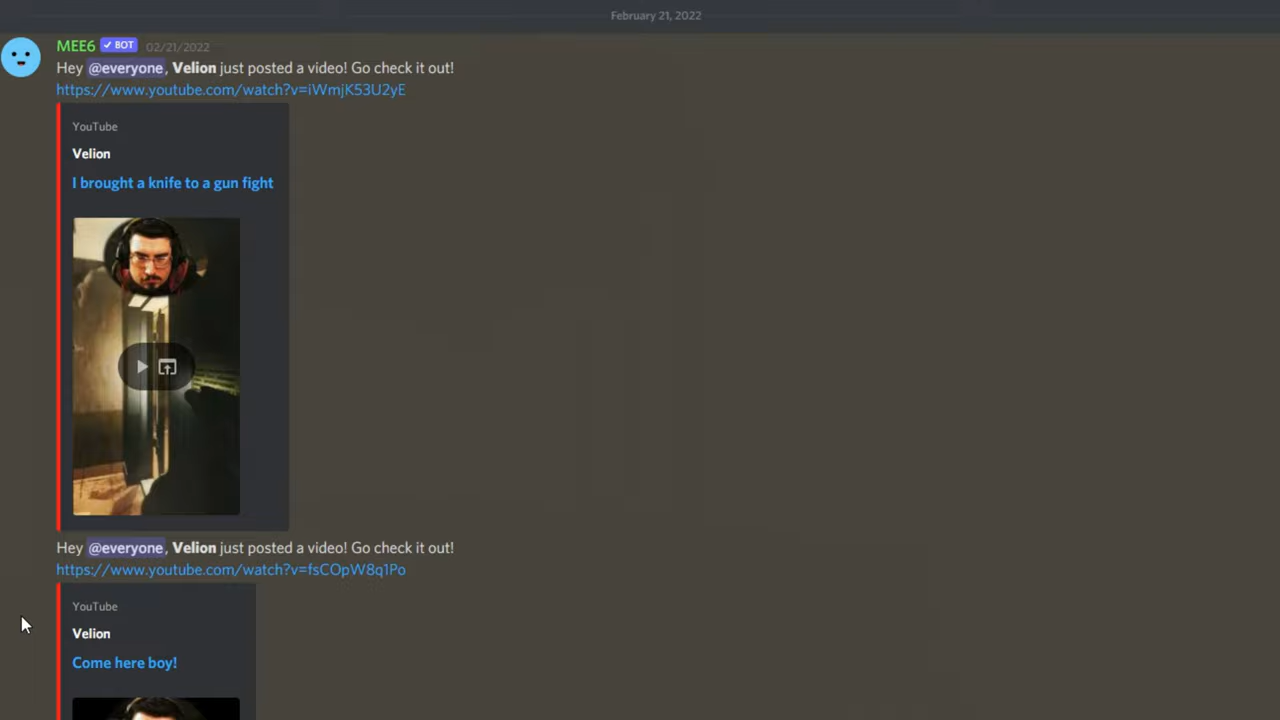 February 21, 2022
MEE6 ✓ BOT 02/21/2022
Hey @everyone, Velion just posted a video! Go check it out!
https://www.youtube.com/watch?v=iWmjK53U2yE
YouTube
Velion
I brought a knife to a gun fight
Hey @everyone, Velion just posted a video! Go check it out!
https://www.youtube.com/watch?v=fsCOpW8q1Po
YouTube
Velion
Come here boy!